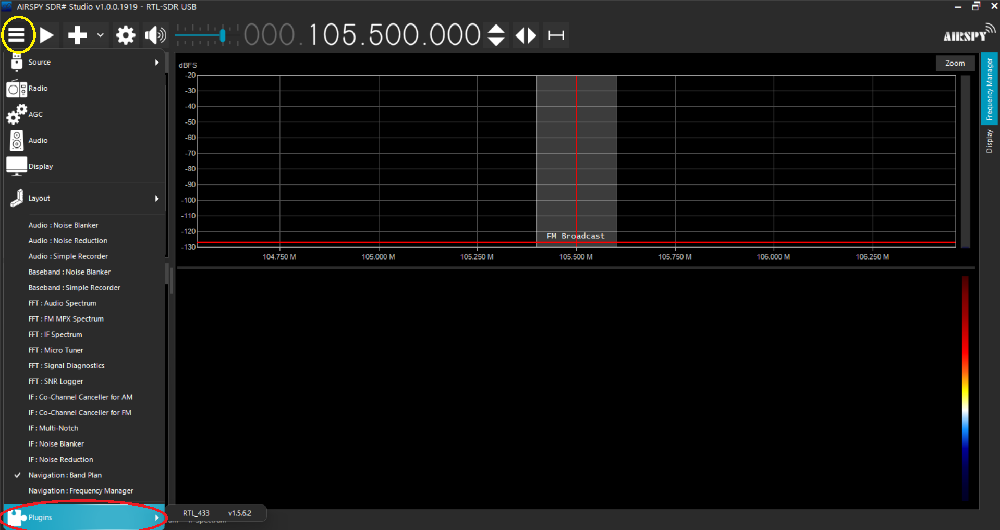 AIRSPY SDR# Studio v1.0.0.1919 - RTL-SDR USB
000.105.500.000
AIRSPY
Source
Radio
AGC
Audio
Display
Layout
Audio : Noise Blanker
Audio : Noise Reduction
Audio : Simple Recorder
Baseband : Noise Blanker
Baseband : Simple Recorder
FFT : Audio Spectrum
FFT : FM MPX Spectrum
FFT : IF Spectrum
FFT : Micro Tuner
FFT : Signal Diagnostics
FFT : SNR Logger
IF : Co-Channel Canceller for AM
IF : Co-Channel Canceller for FM
IF : Multi-Notch
IF : Noise Blanker
IF : Noise Reduction
Navigation : Band Plan
Navigation : Frequency Manager
Plugins
RTL_433 v1.5.6.2
dBFS
Zoom
-20
-30
-40
-50
-60
-70
-80
-90
-100
-110
-120
-130
FM Broadcast
104.750 M 105.000 M 105.250 M 105.500 M 105.750 M 106.000 M 106.250 M
Frequency Manager
Display